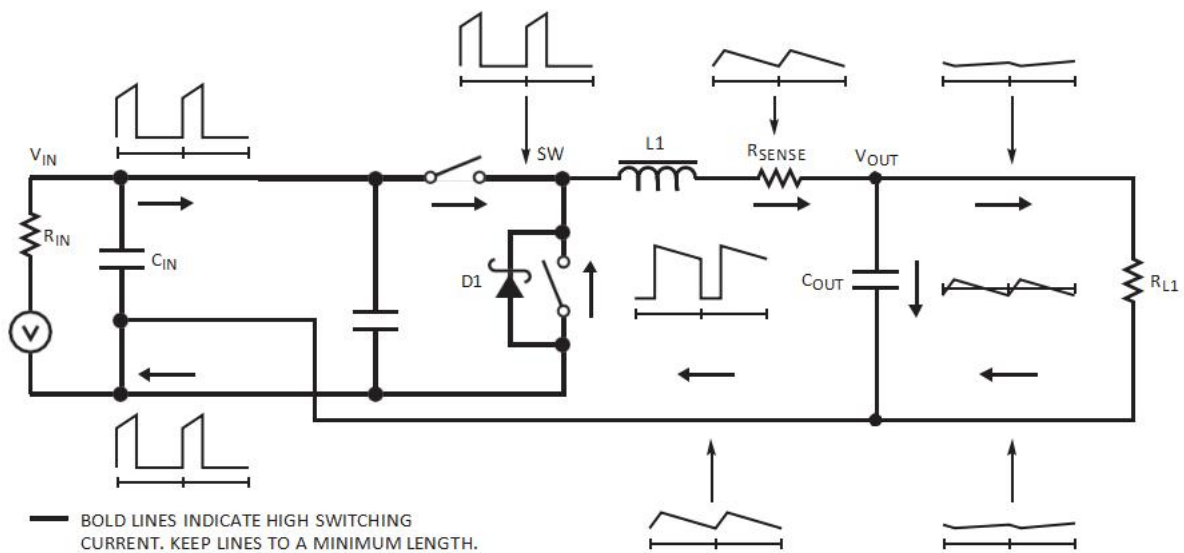 SW
L1
RSENSE
VOUT
VIN
RIN
CIN
D1
COUT
RL1
V
BOLD LINES INDICATE HIGH SWITCHING
CURRENT. KEEP LINES TO A MINIMUM LENGTH.